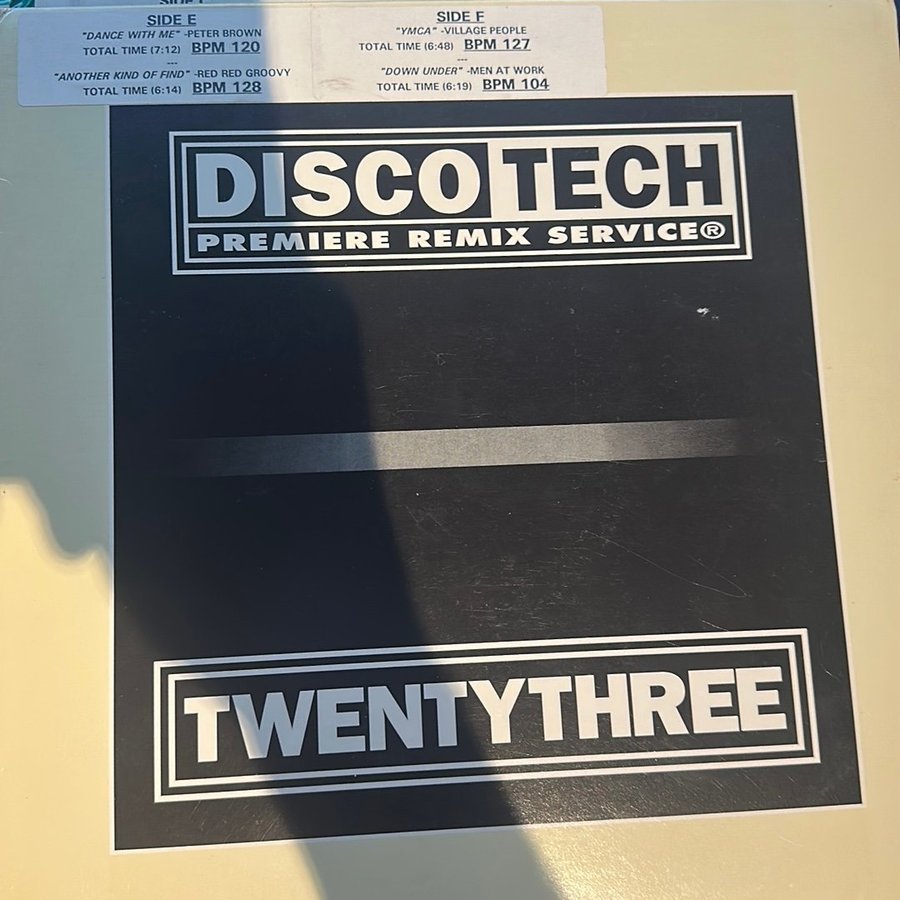 SIDE E
"DANCE WITH ME" -PETER BROWN
TOTAL TIME (7:12) BPM 120
---
"ANOTHER KIND OF FIND" -RED RED GROOVY
TOTAL TIME (6:14) BPM 128
SIDE F
"YMCA" -VILLAGE PEOPLE
TOTAL TIME (6:48) BPM 127
---
"DOWN UNDER" -MEN AT WORK
TOTAL TIME (6:19) BPM 104
DISCOTECH
PREMIERE REMIX SERVICE®
TWENTYTHREE